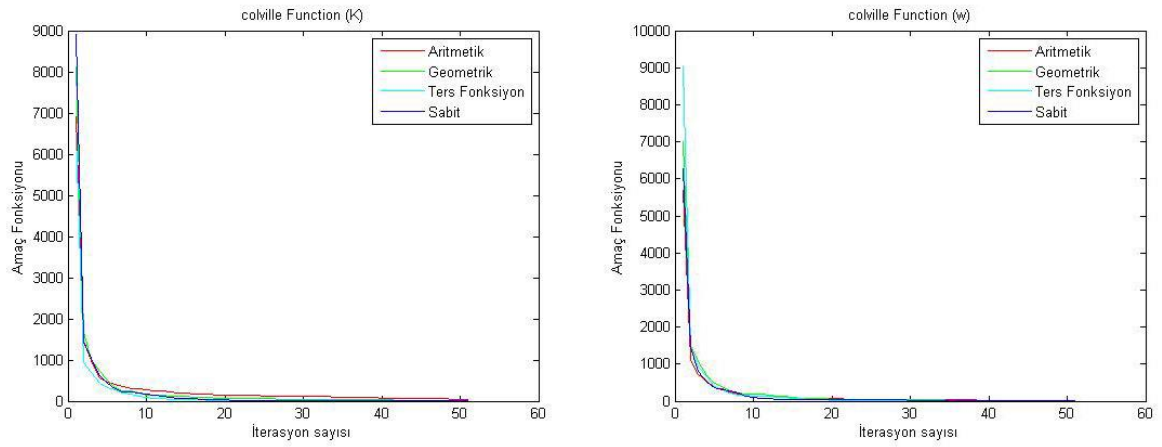 colville Function (K)
9000
8000
7000
6000
5000
4000
3000
2000
1000
0
Amaç Fonksiyonu
Aritmetik
Geometrik
Ters Fonksiyon
Sabit
0 10 20 30 40 50 60
İterasyon sayısı
colville Function (w)
10000
9000
8000
7000
6000
5000
4000
3000
2000
1000
0
Amaç Fonksiyonu
Aritmetik
Geometrik
Ters Fonksiyon
Sabit
0 10 20 30 40 50 60
İterasyon sayısı